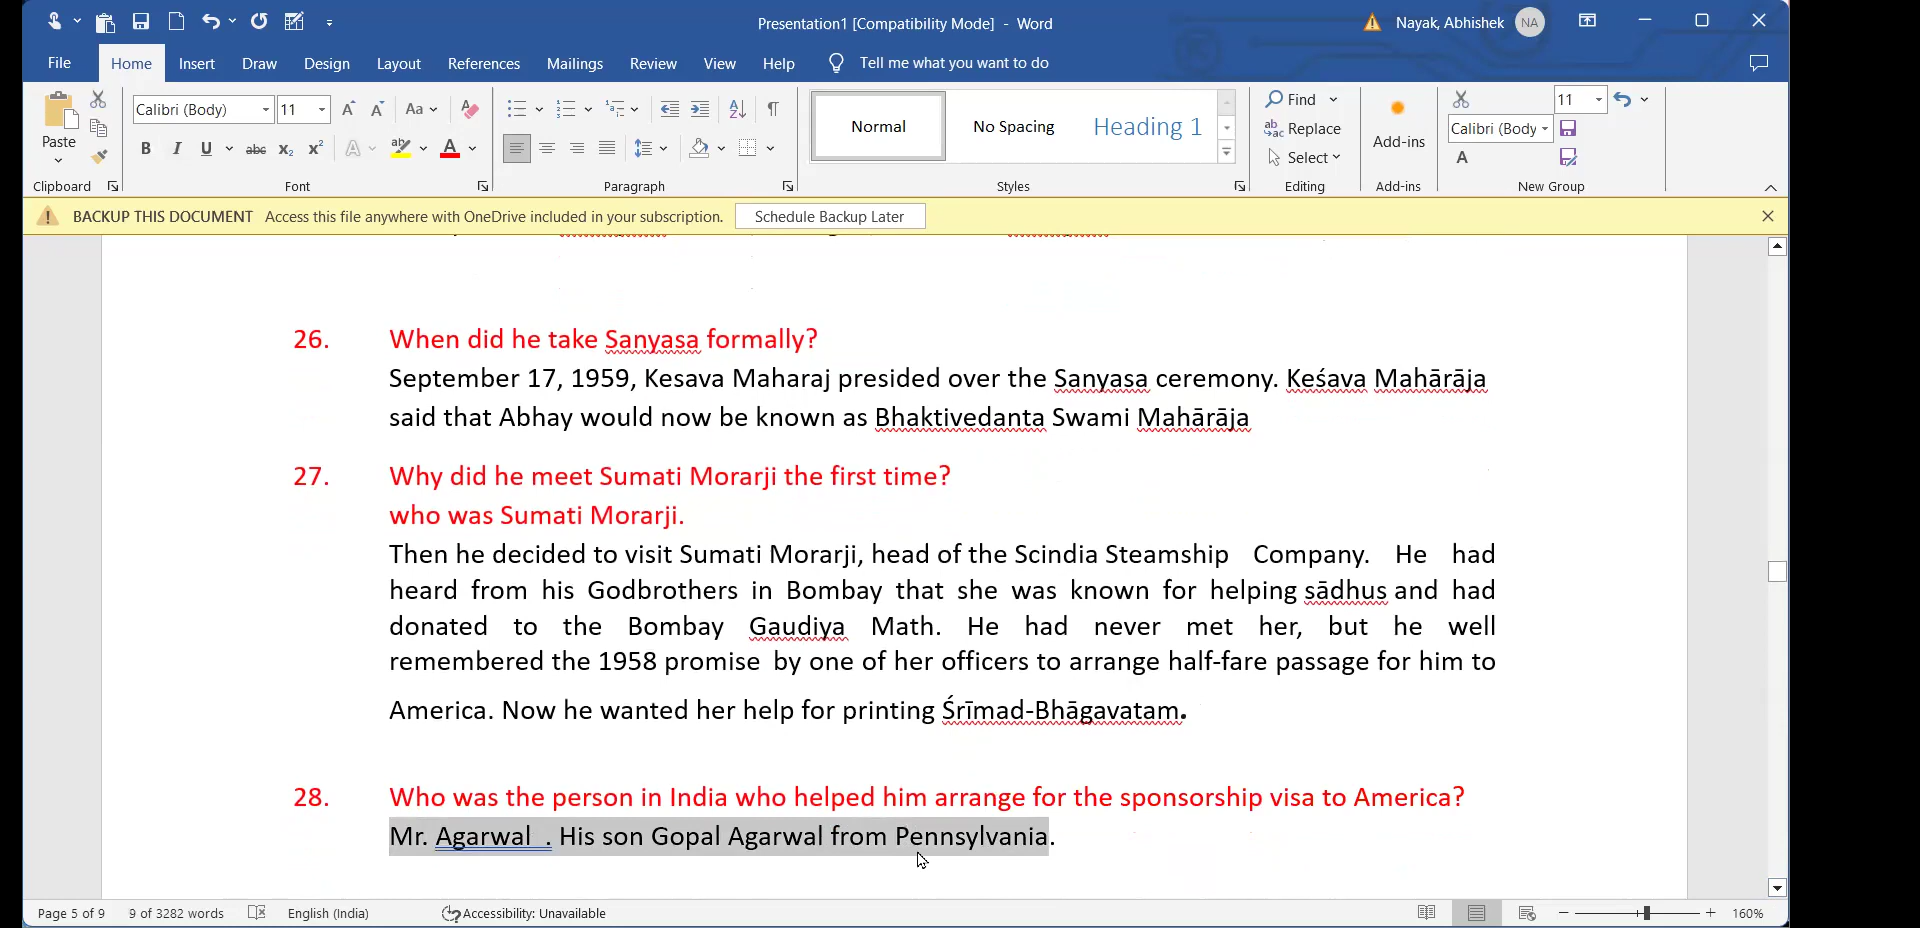 Presentation1 [Compatibility Mode] - Word
Nayak, Abhishek
NA
File Home Insert Draw Design Layout References Mailings Review View Help Tell me what you want to do
Paste
Clipboard
Calibri (Body) 11
Aa
B I U abc x₂ x²
Font
Paragraph
Normal
No Spacing
Heading 1
Styles
Find
Replace
Select
Editing
Add-ins
Add-ins
11
Calibri (Body
A
New Group
BACKUP THIS DOCUMENT Access this file anywhere with OneDrive included in your subscription. Schedule Backup Later
26. When did he take Sanyasa formally?
September 17, 1959, Kesava Maharaj presided over the Sanyasa ceremony. Keśava Mahārāja
said that Abhay would now be known as Bhaktivedanta Swami Mahārāja
27. Why did he meet Sumati Morarji the first time?
who was Sumati Morarji.
Then he decided to visit Sumati Morarji, head of the Scindia Steamship Company. He had
heard from his Godbrothers in Bombay that she was known for helping sādhus and had
donated to the Bombay Gaudiya Math. He had never met her, but he well
remembered the 1958 promise by one of her officers to arrange half-fare passage for him to
America. Now he wanted her help for printing Śrīmad-Bhāgavatam.
28. Who was the person in India who helped him arrange for the sponsorship visa to America?
Mr. Agarwal . His son Gopal Agarwal from Pennsylvania.
Page 5 of 9 9 of 3282 words English (India) Accessibility: Unavailable 160%